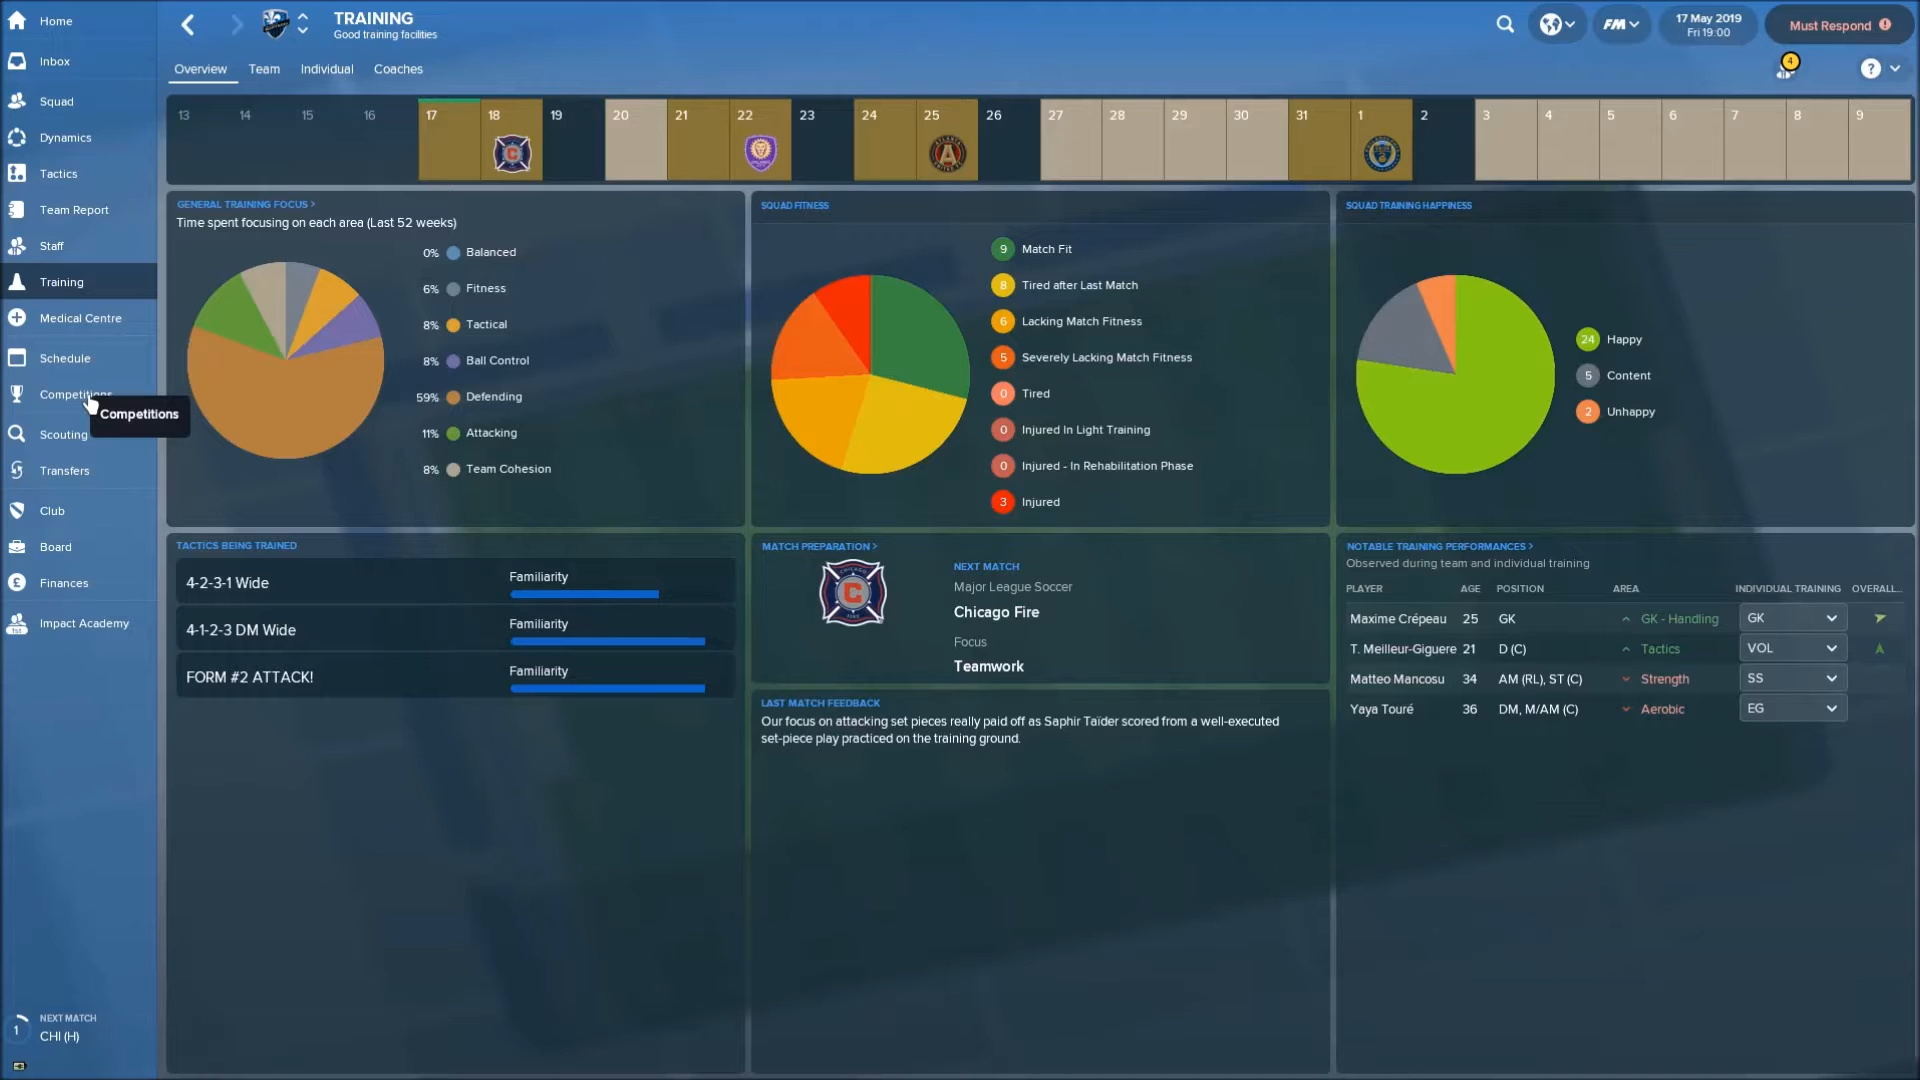 Home
Inbox
Squad
Dynamics
Tactics
Team Report
Staff
Training
Medical Centre
Schedule
Competitions
Competitions
Scouting
Transfers
Club
Board
Finances
Impact Academy
1st
1
NEXT MATCH
CHI (H)
TRAINING
Good training facilities
FM
17 May 2019
Fri 19:00
Must Respond
Overview
Team
Individual
Coaches
4
?
13 14 15 16 17 18 19 20 21 22 23 24 25 26 27 28 29 30 31 1 2 3 4 5 6 7 8 9
GENERAL TRAINING FOCUS >
Time spent focusing on each area (Last 52 weeks)
0% Balanced
6% Fitness
8% Tactical
8% Ball Control
59% Defending
11% Attacking
8% Team Cohesion
SQUAD FITNESS
9 Match Fit
8 Tired after Last Match
6 Lacking Match Fitness
5 Severely Lacking Match Fitness
0 Tired
0 Injured In Light Training
0 Injured - In Rehabilitation Phase
3 Injured
SQUAD TRAINING HAPPINESS
24 Happy
5 Content
2 Unhappy
TACTICS BEING TRAINED
4-2-3-1 Wide Familiarity
4-1-2-3 DM Wide Familiarity
FORM #2 ATTACK! Familiarity
MATCH PREPARATION >
NEXT MATCH
Major League Soccer
Chicago Fire
Focus
Teamwork
LAST MATCH FEEDBACK
Our focus on attacking set pieces really paid off as Saphir Taïder scored from a well-executed
set-piece play practiced on the training ground.
NOTABLE TRAINING PERFORMANCES >
Observed during team and individual training
PLAYER AGE POSITION AREA INDIVIDUAL TRAINING OVERALL...
Maxime Crépeau 25 GK GK - Handling GK
T. Meilleur-Giguere 21 D (C) Tactics VOL
Matteo Mancosu 34 AM (RL), ST (C) Strength SS
Yaya Touré 36 DM, M/AM (C) Aerobic EG